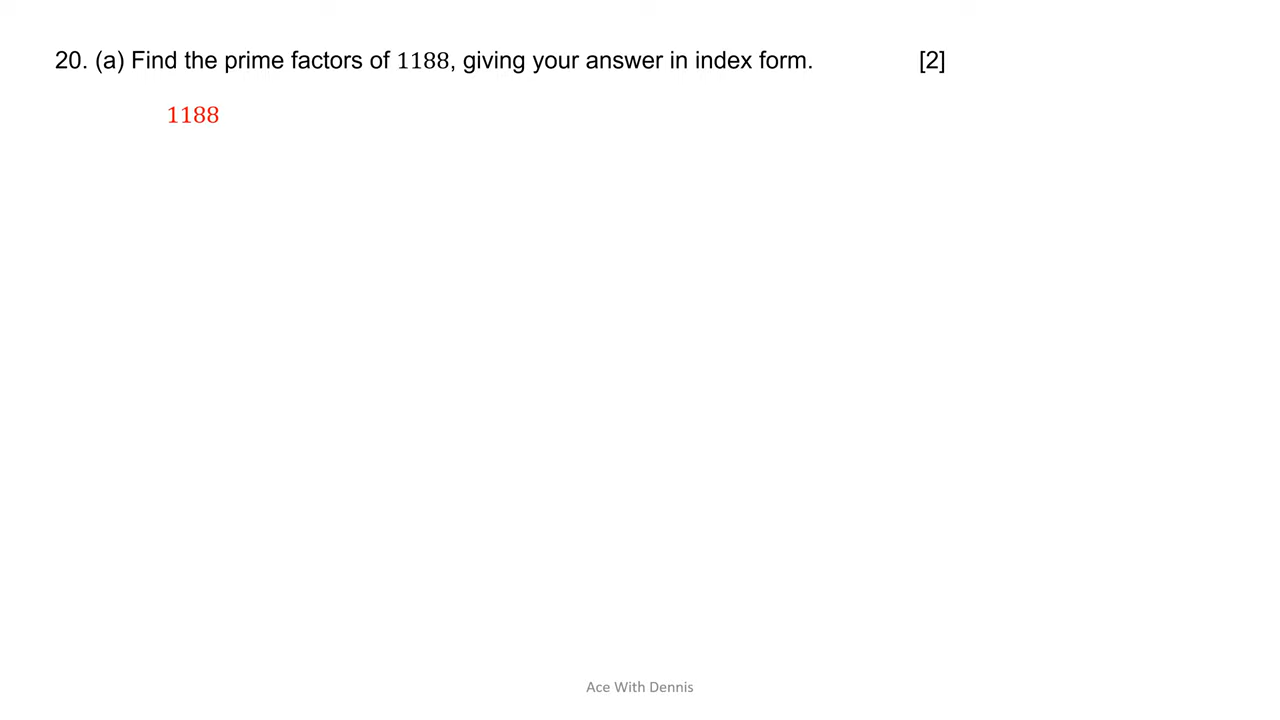 20. (a) Find the prime factors of 1188, giving your answer in index form. [2]
1188
Ace With Dennis